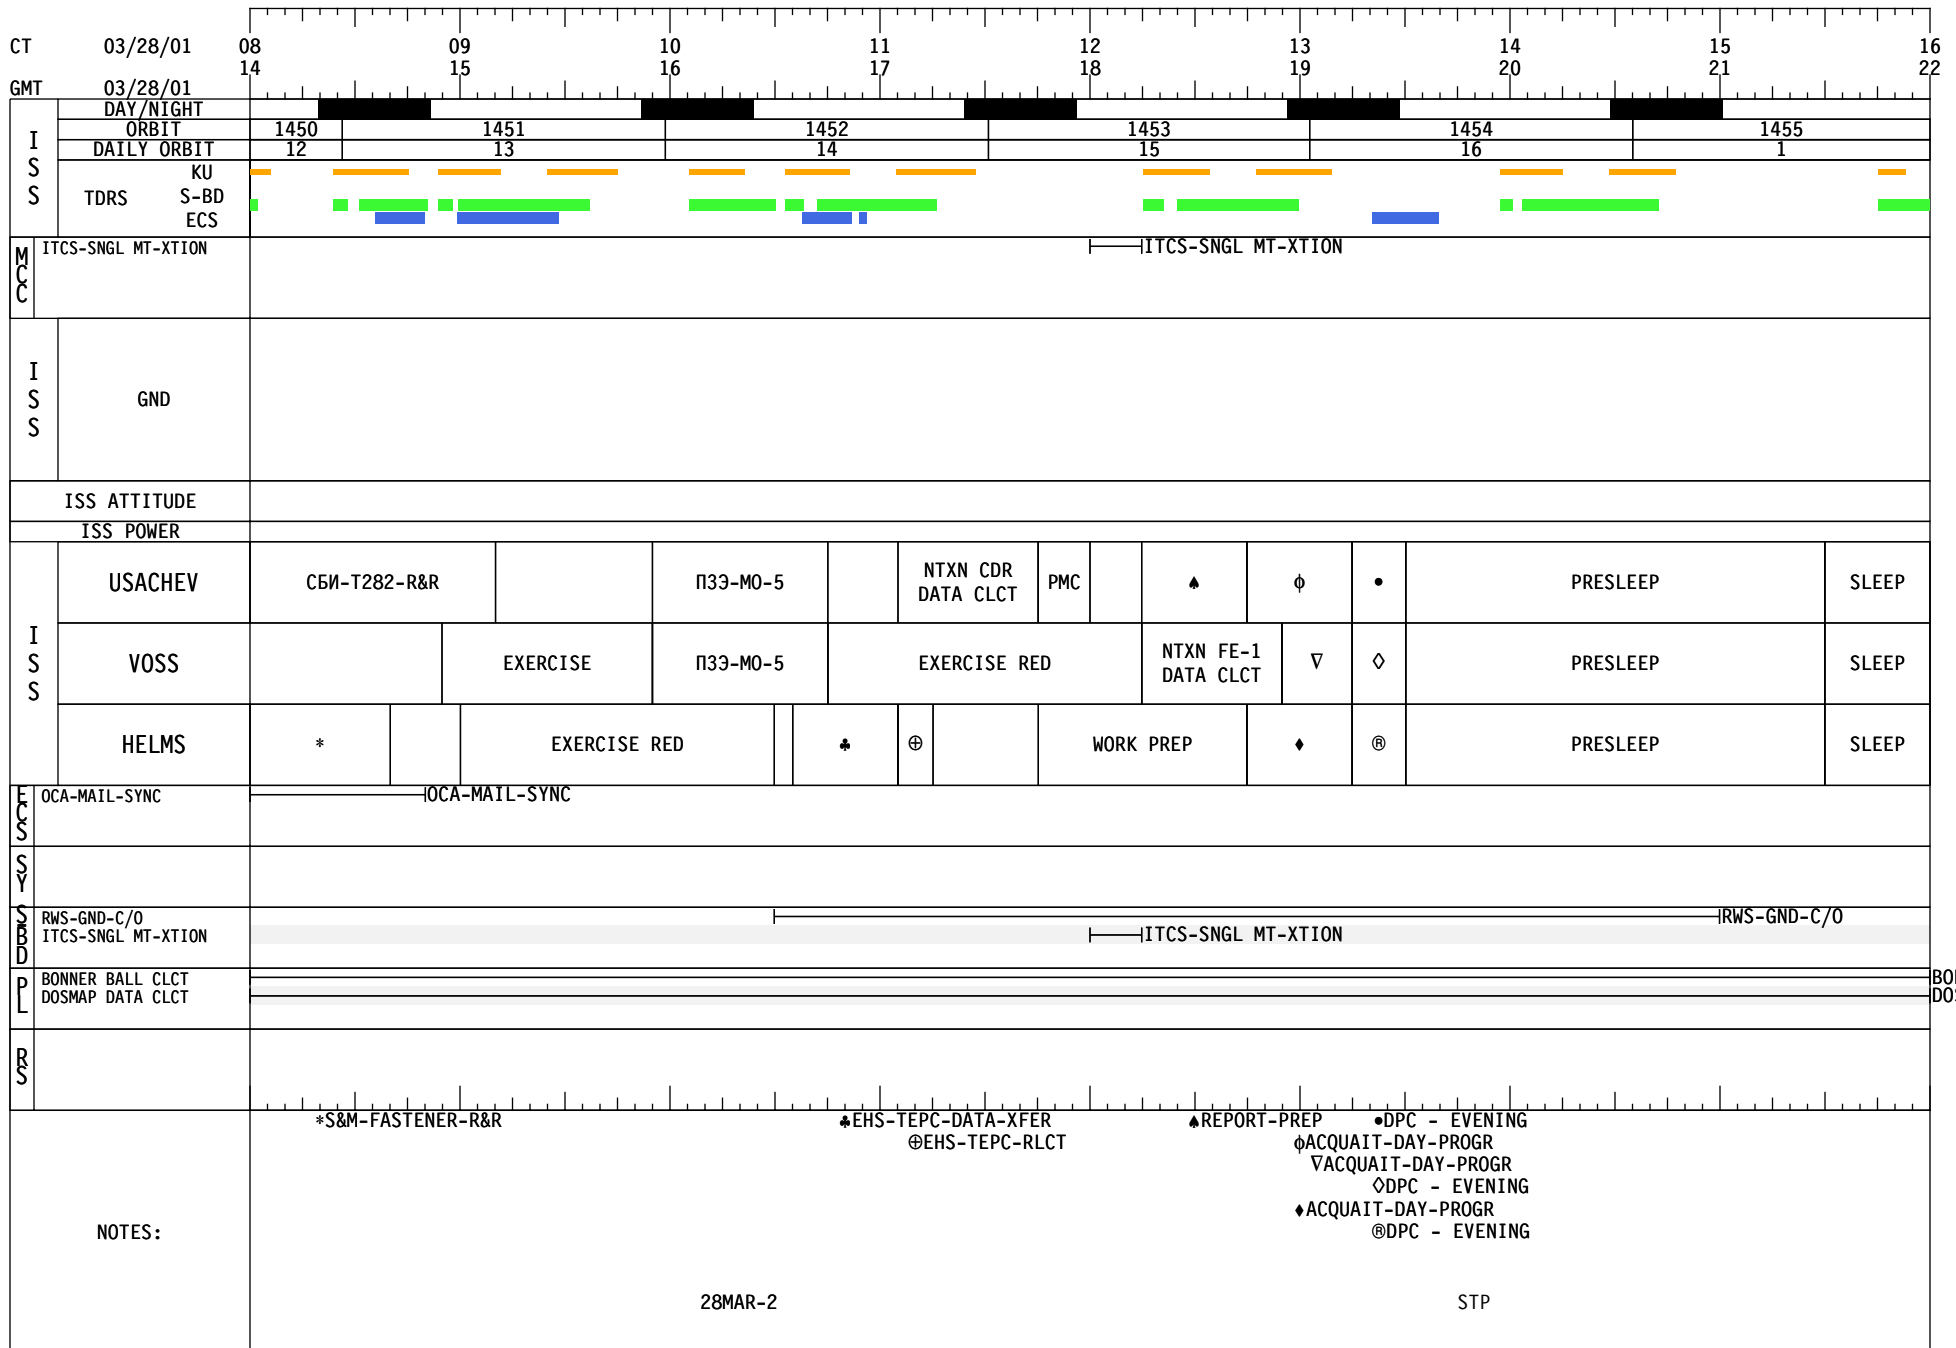 CT 03/28/01 08 09 10 11 12 13 14 15 16
14 15 16 17 18 19 20 21 22
GMT 03/28/01
ISS
DAY/NIGHT
ORBIT 1450 1451 1452 1453 1454 1455
DAILY ORBIT 12 13 14 15 16 1
KU
TDRS S-BD
ECS
MCC
ITCS-SNGL MT-XTION ITCS-SNGL MT-XTION
ISS
GND
ISS ATTITUDE
ISS POWER
ISS
USACHEV СБИ-Т282-R&R ПЗЭ-МО-5 NTXN CDR DATA CLCT PMC ♠ ϕ ● PRESLEEP SLEEP
VOSS EXERCISE ПЗЭ-МО-5 EXERCISE RED NTXN FE-1 DATA CLCT ∇ ◊ PRESLEEP SLEEP
HELMS * EXERCISE RED ♣ ⊕ WORK PREP ♦ ® PRESLEEP SLEEP
ECS
OCA-MAIL-SYNC OCA-MAIL-SYNC
SY
S-BD
RWS-GND-C/O RWS-GND-C/O
ITCS-SNGL MT-XTION ITCS-SNGL MT-XTION
PL
BONNER BALL CLCT
DOSMAP DATA CLCT
RS
*S&M-FASTENER-R&R ♣EHS-TEPC-DATA-XFER ♠REPORT-PREP ●DPC - EVENING
⊕EHS-TEPC-RLCT ϕACQUAIT-DAY-PROGR
∇ACQUAIT-DAY-PROGR
◊DPC - EVENING
♦ACQUAIT-DAY-PROGR
®DPC - EVENING
NOTES:
28MAR-2 STP